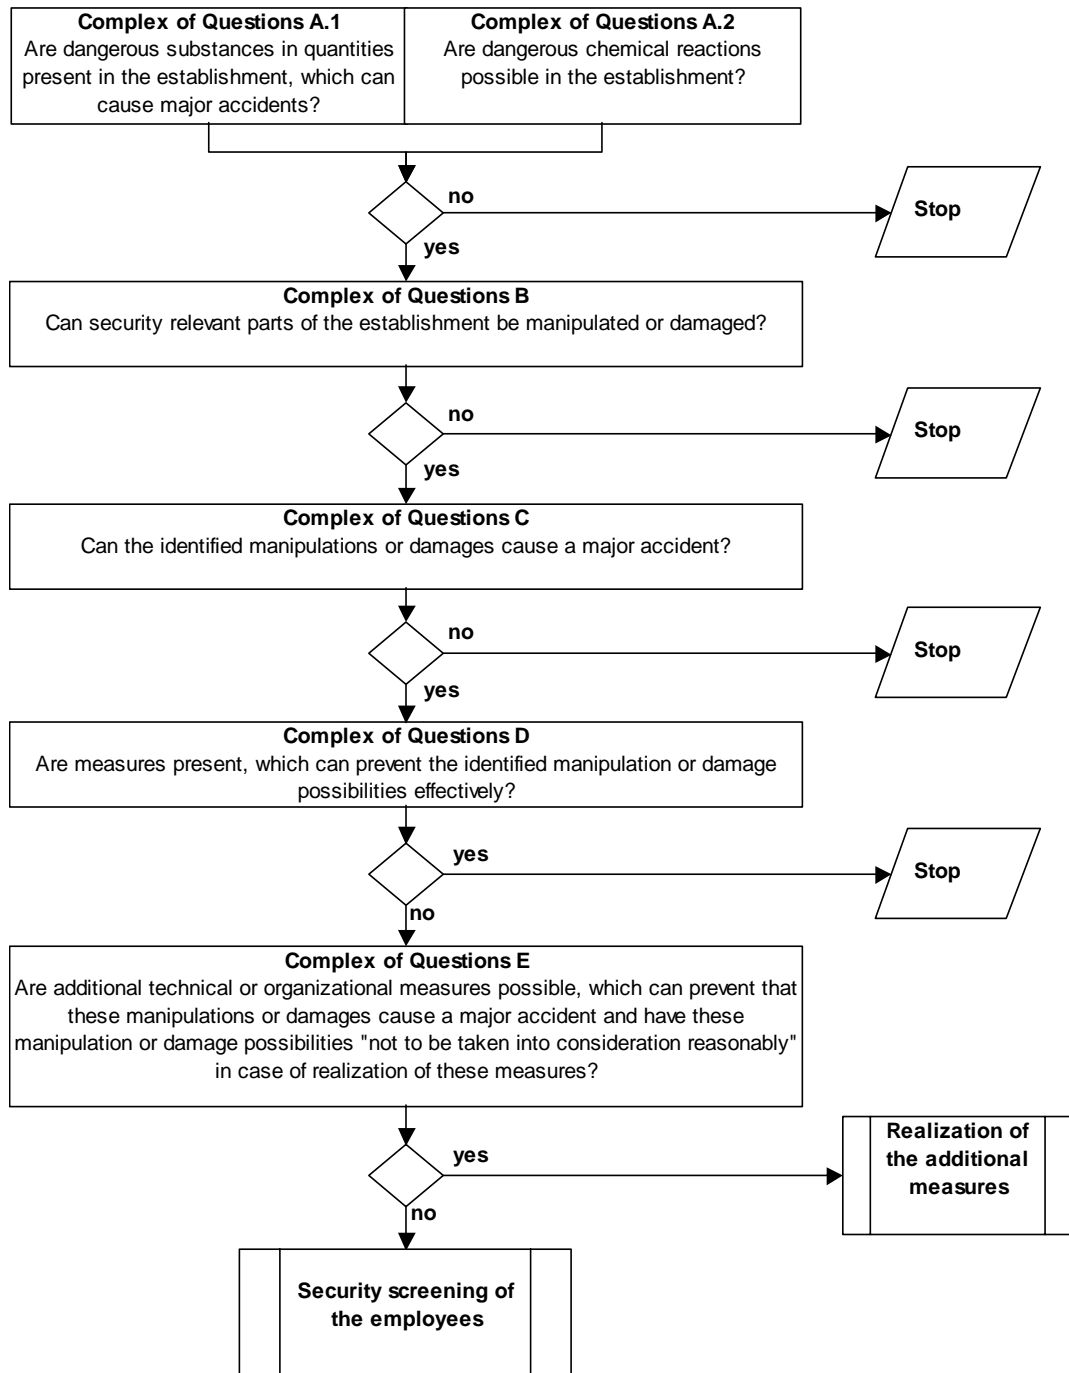 Complex of Questions A.1
Are dangerous substances in quantities
present in the establishment, which can
cause major accidents?
Complex of Questions A.2
Are dangerous chemical reactions
possible in the establishment?
no
Stop
yes
Complex of Questions B
Can security relevant parts of the establishment be manipulated or damaged?
no
Stop
yes
Complex of Questions C
Can the identified manipulations or damages cause a major accident?
no
Stop
yes
Complex of Questions D
Are measures present, which can prevent the identified manipulation or damage
possibilities effectively?
yes
Stop
no
Complex of Questions E
Are additional technical or organizational measures possible, which can prevent that
these manipulations or damages cause a major accident and have these
manipulation or damage possibilities "not to be taken into consideration reasonably"
in case of realization of these measures?
yes
Realization of
the additional
measures
no
Security screening of
the employees